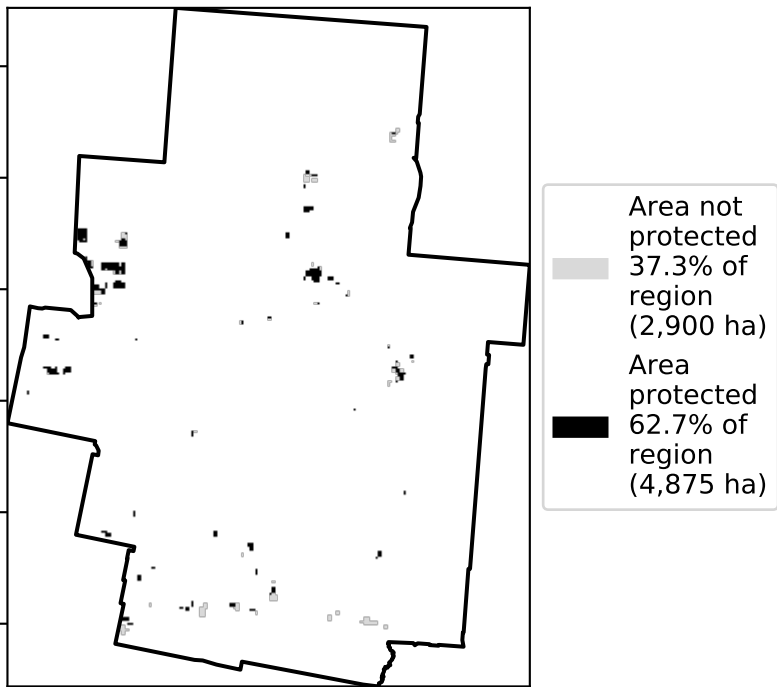 Area not
protected
37.3% of
region
(2,900 ha)
Area
protected
62.7% of
region
(4,875 ha)